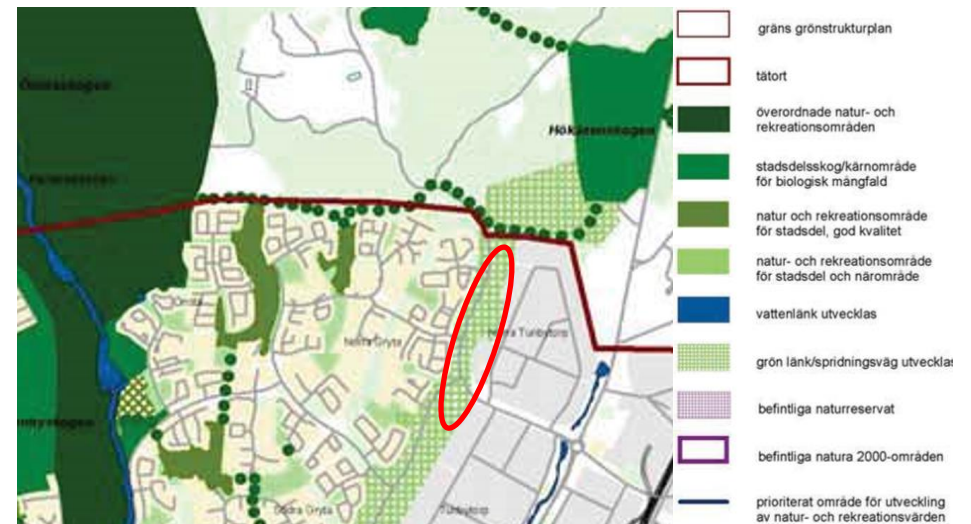 Hökåsenskogen
Norra Gryta
Norra Tunbytorp
Södra Gryta
Tunbytorp
gräns grönstrukturplan
tätort
överordnade natur- och
rekreationsområden
stadsdelsskog/kärnområde
för biologisk mångfald
natur och rekreationsområde
för stadsdel, god kvalitet
natur- och rekreationsområde
för stadsdel och närområde
vattenlänk utvecklas
grön länk/spridningsväg utvecklas
befintliga naturreservat
befintliga natura 2000-områden
prioriterat område för utveckling
av natur- och rekreationsvärden